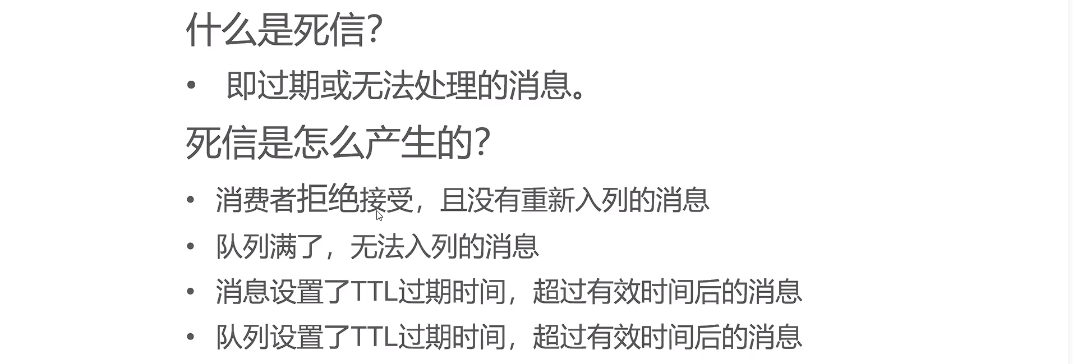 什么是死信？
• 即过期或无法处理的消息。
死信是怎么产生的？
• 消费者拒绝接受，且没有重新入列的消息
• 队列满了，无法入列的消息
• 消息设置了TTL过期时间，超过有效时间后的消息
• 队列设置了TTL过期时间，超过有效时间后的消息